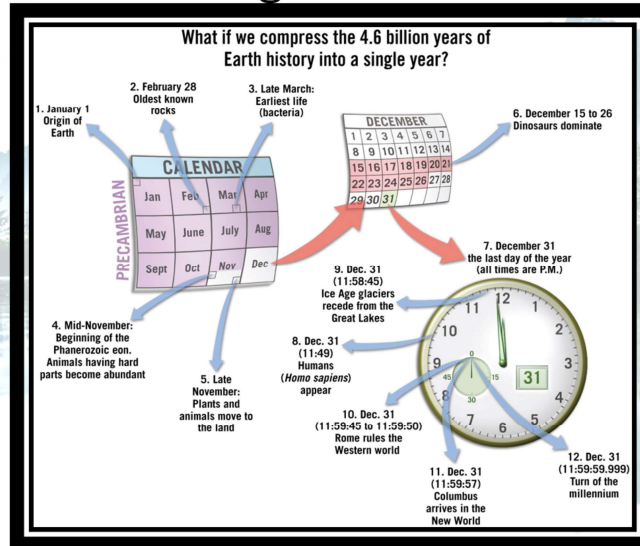 What if we compress the 4.6 billion years of
Earth history into a single year?
1. January 1
Origin of
Earth
2. February 28
Oldest known
rocks
3. Late March:
Earliest life
(bacteria)
PRECAMBRIAN
CALENDAR
Jan Feb Mar Apr
May June July Aug
Sept Oct Nov Dec
DECEMBER
1 2 3 4 5 6 7
8 9 10 11 12 13 14
15 16 17 18 19 20 21
22 23 24 25 26 27 28
29 30 31
6. December 15 to 26
Dinosaurs dominate
7. December 31
the last day of the year
(all times are P.M.)
4. Mid-November:
Beginning of the
Phanerozoic eon.
Animals having hard
parts become abundant
5. Late
November:
Plants and
animals move to
the land
9. Dec. 31
(11:58:45)
Ice Age glaciers
recede from the
Great Lakes
8. Dec. 31
(11:49)
Humans
(Homo sapiens)
appear
10. Dec. 31
(11:59:45 to 11:59:50)
Rome rules the
Western world
11. Dec. 31
(11:59:57)
Columbus
arrives in the
New World
12. Dec. 31
(11:59:59.999)
Turn of the
millennium
12
1
2
3
4
5
6
7
8
9
10
11
0
15
30
45
31